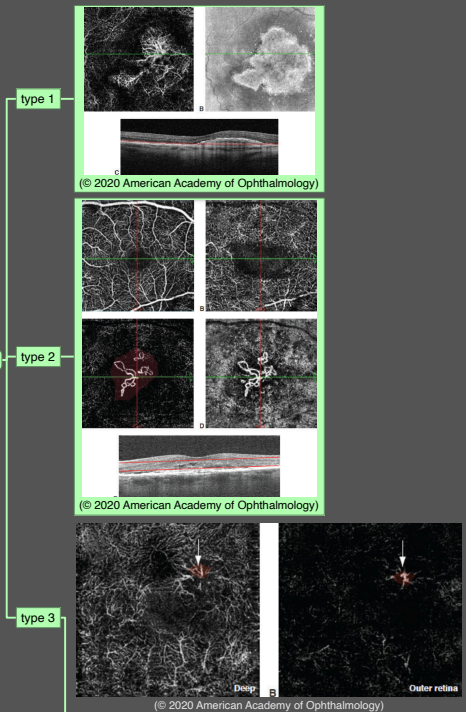 type 1
B
C
(© 2020 American Academy of Ophthalmology)
type 2
B
D
(© 2020 American Academy of Ophthalmology)
type 3
Deep
B
Outer retina
(© 2020 American Academy of Ophthalmology)